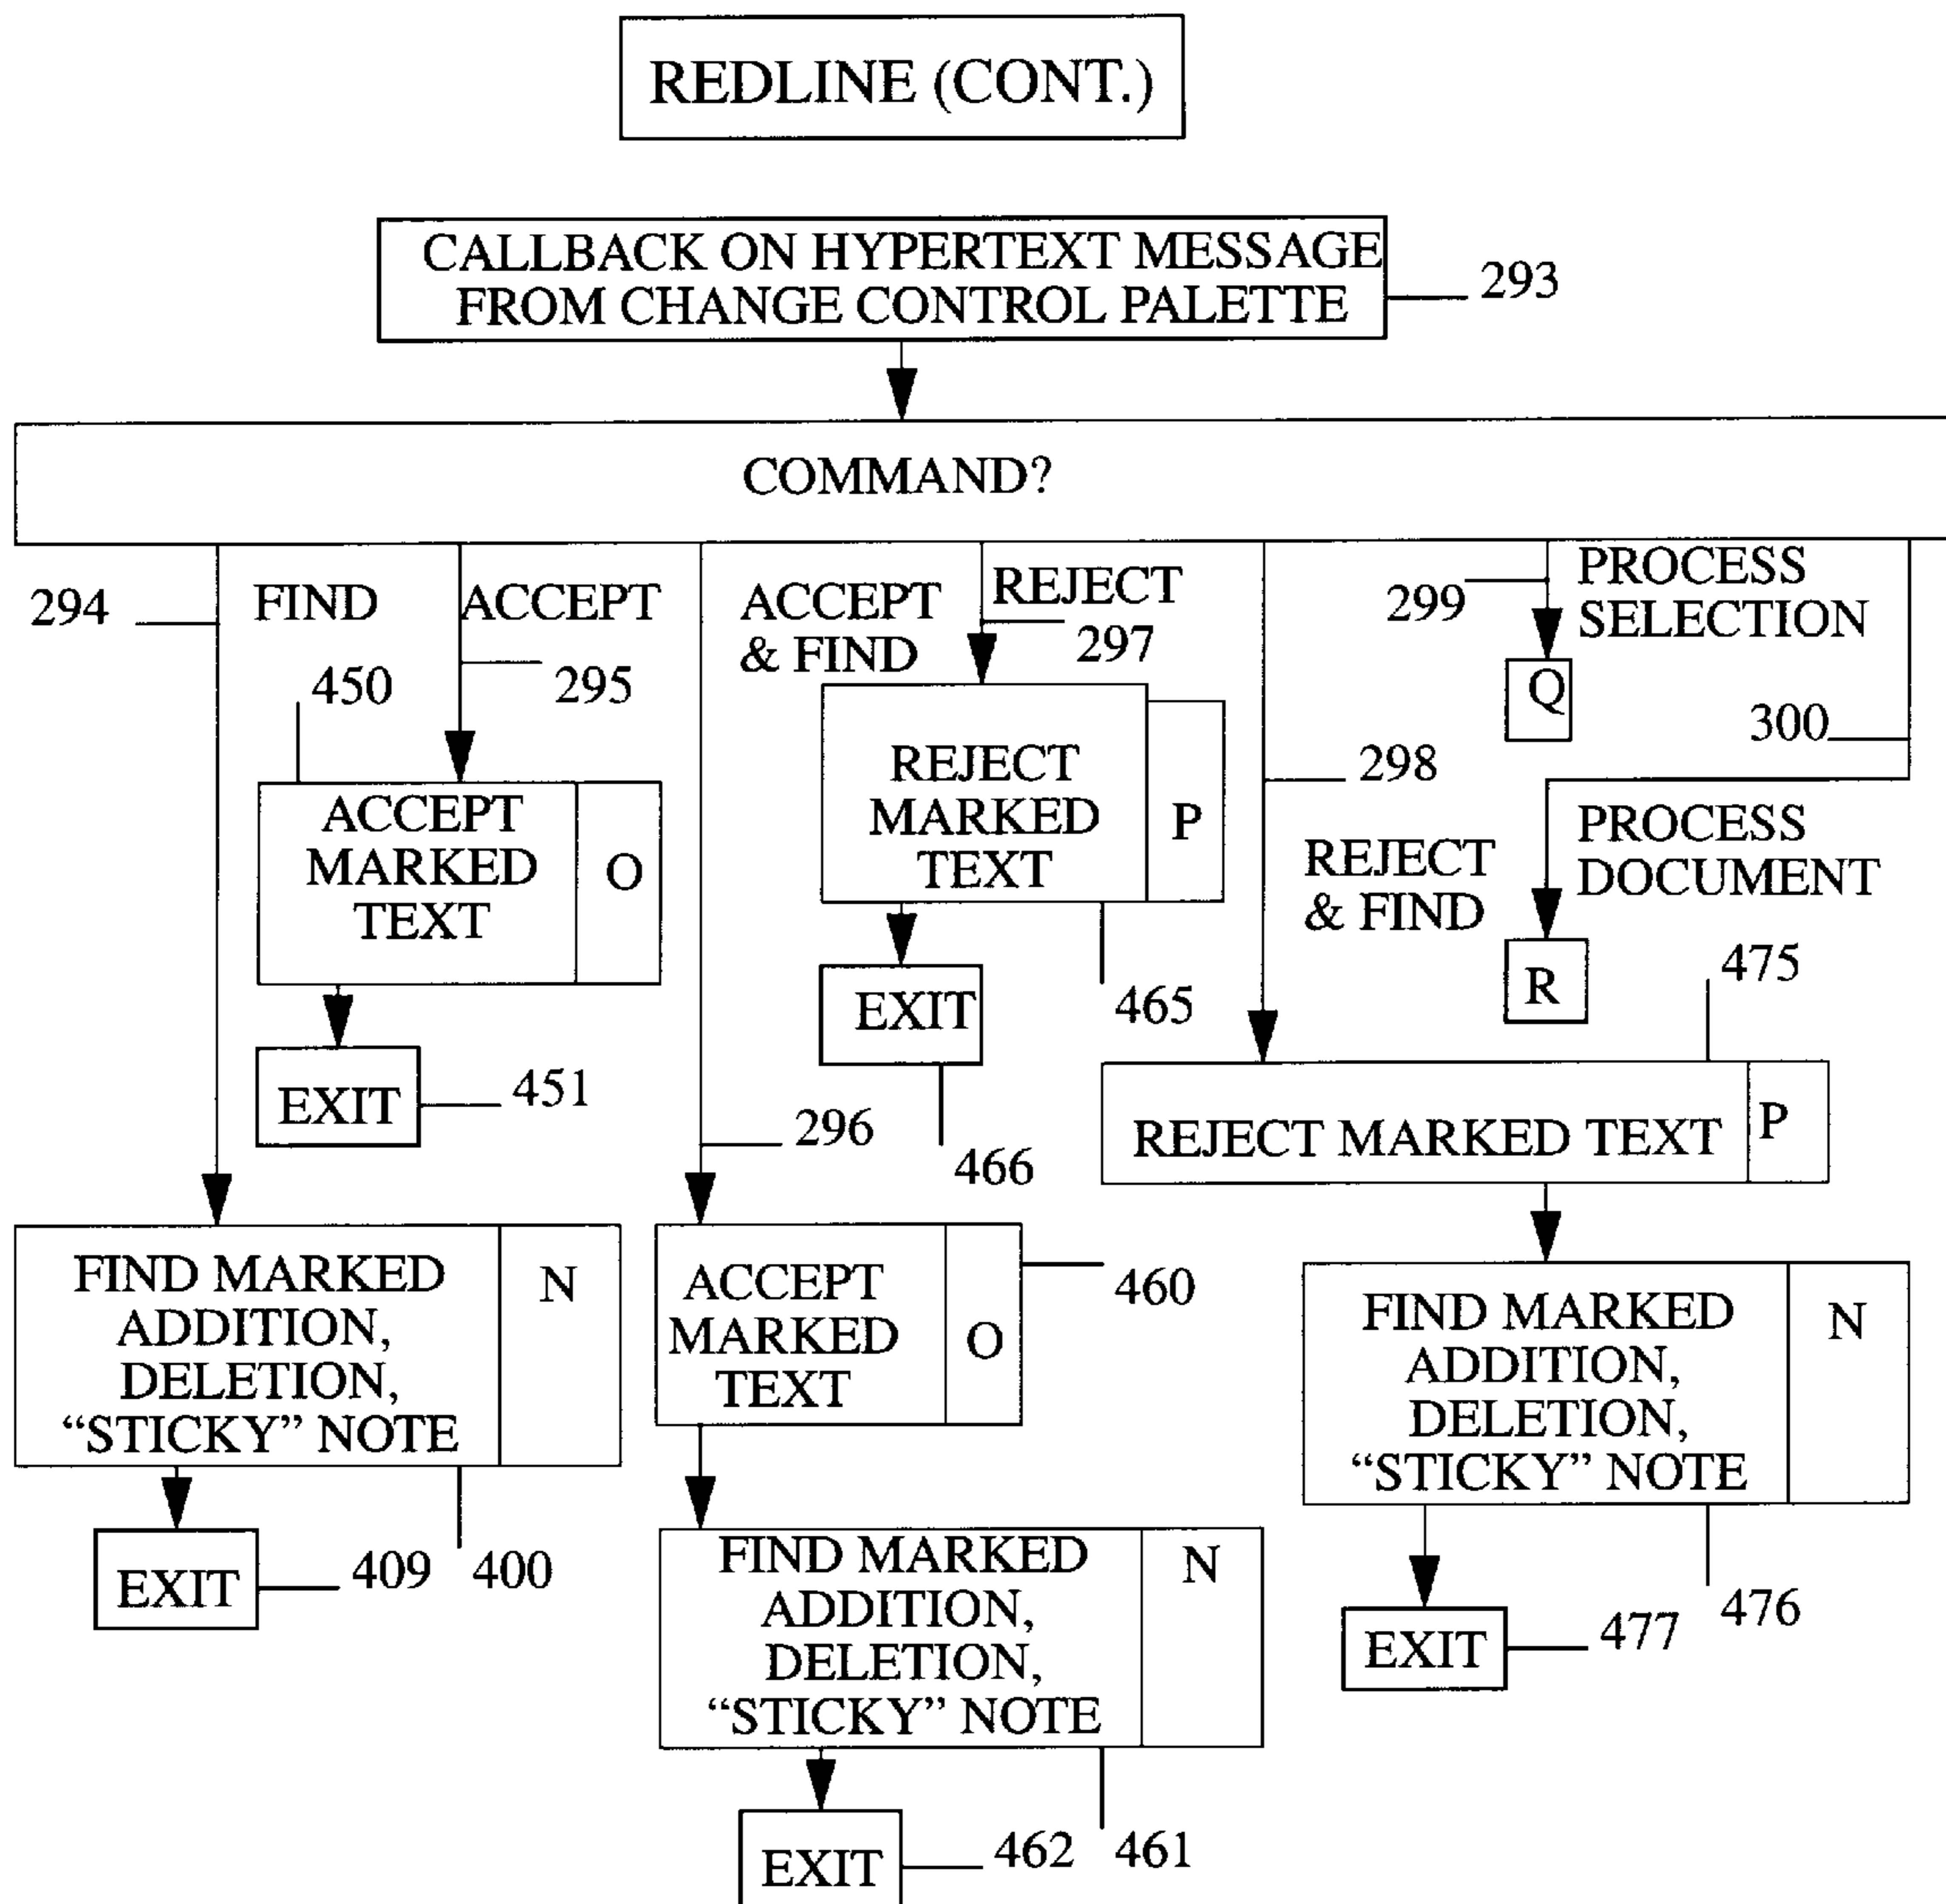 REDLINE (CONT.)
CALLBACK ON HYPERTEXT MESSAGE
FROM CHANGE CONTROL PALETTE
293
COMMAND?
294
FIND
ACCEPT
295
450
ACCEPT
MARKED
TEXT
O
EXIT
451
ACCEPT
& FIND
REJECT
297
REJECT
MARKED
TEXT
P
465
EXIT
466
296
299
PROCESS
SELECTION
Q
300
298
REJECT
& FIND
PROCESS
DOCUMENT
R
475
REJECT MARKED TEXT
P
FIND MARKED
ADDITION,
DELETION,
“STICKY” NOTE
N
EXIT
409
400
ACCEPT
MARKED
TEXT
O
460
FIND MARKED
ADDITION,
DELETION,
“STICKY” NOTE
N
EXIT
462
461
FIND MARKED
ADDITION,
DELETION,
“STICKY” NOTE
N
EXIT
477
476